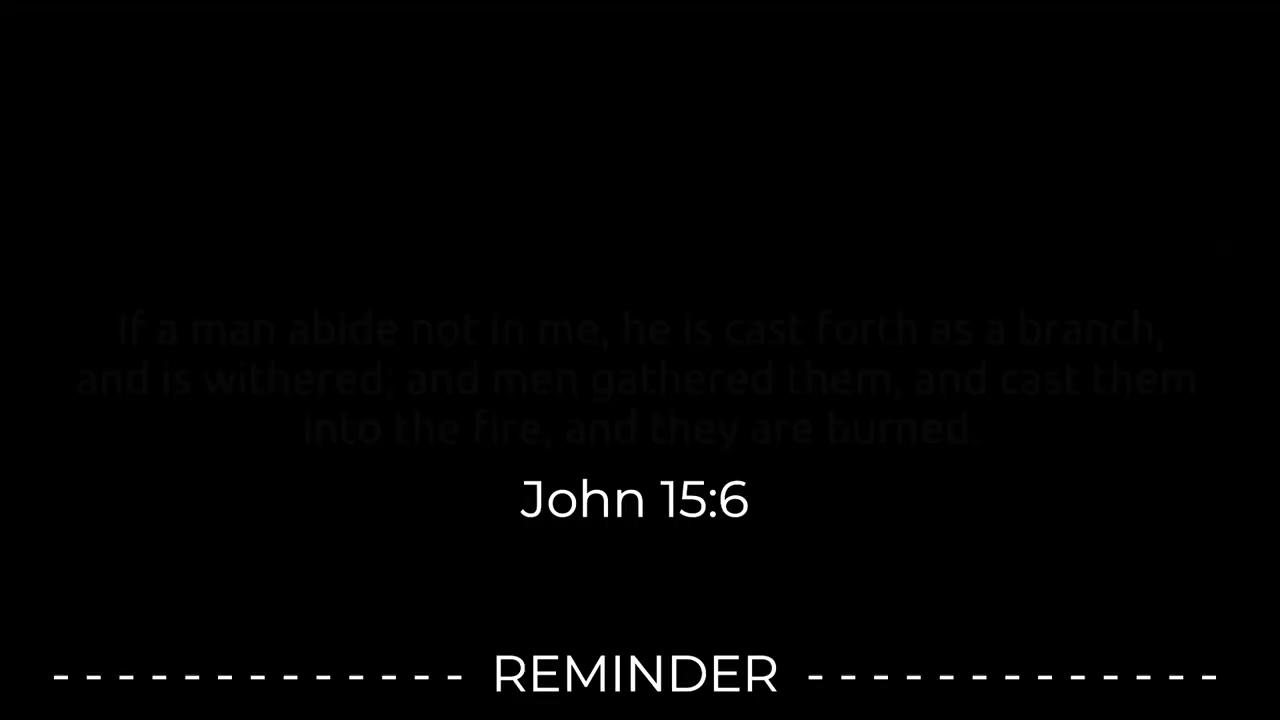 If a man abide not in me, he is cast forth as a branch,
and is withered; and men gathered them, and cast them
into the fire, and they are burned.
John 15:6
- - - - - - - - - - - - - REMINDER - - - - - - - - - - - - -